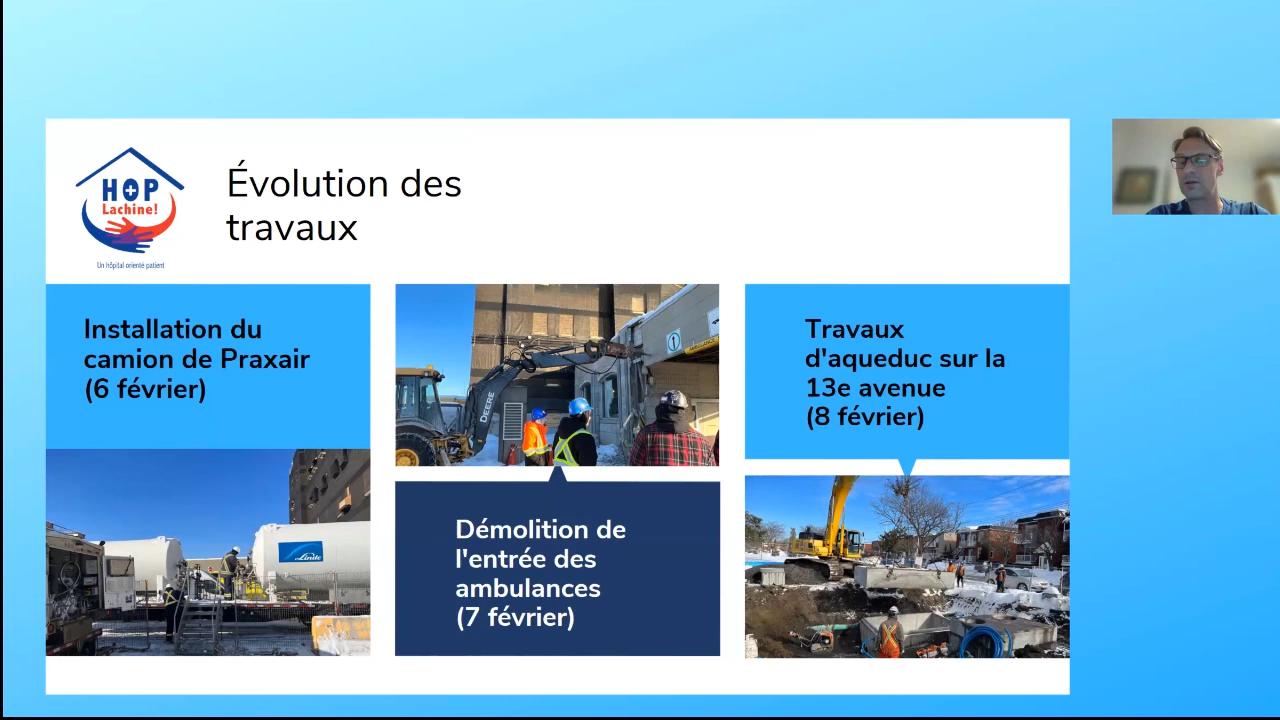 HOP
Lachine!
Un hôpital orienté patient
Évolution des
travaux
Installation du
camion de Praxair
(6 février)
Linde
DEERE
Démolition de
l'entrée des
ambulances
(7 février)
Travaux
d'aqueduc sur la
13e avenue
(8 février)